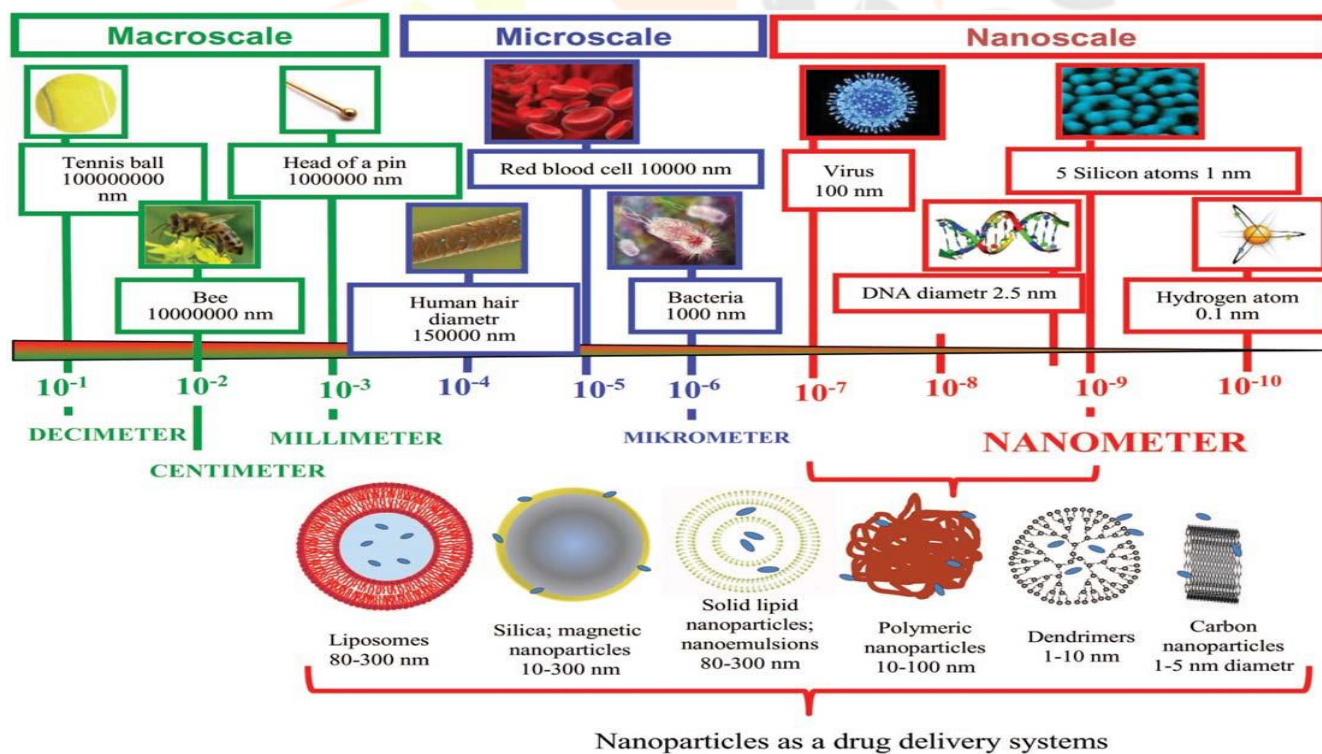 Macroscale
Microscale
Nanoscale
Tennis ball
100000000
nm
Head of a pin
1000000 nm
Red blood cell 10000 nm
Virus
100 nm
5 Silicon atoms 1 nm
Bee
10000000 nm
Human hair
diametr
150000 nm
Bacteria
1000 nm
DNA diametr 2.5 nm
Hydrogen atom
0.1 nm
10-1
10-2
10-3
10-4
10-5
10-6
10-7
10-8
10-9
10-10
DECIMETER
CENTIMETER
MILLIMETER
MIKROMETER
NANOMETER
Liposomes
80-300 nm
Silica; magnetic
nanoparticles
10-300 nm
Solid lipid
nanoparticles;
nanoemulsions
80-300 nm
Polymeric
nanoparticles
10-100 nm
Dendrimers
1-10 nm
Carbon
nanoparticles
1-5 nm diametr
Nanoparticles as a drug delivery systems